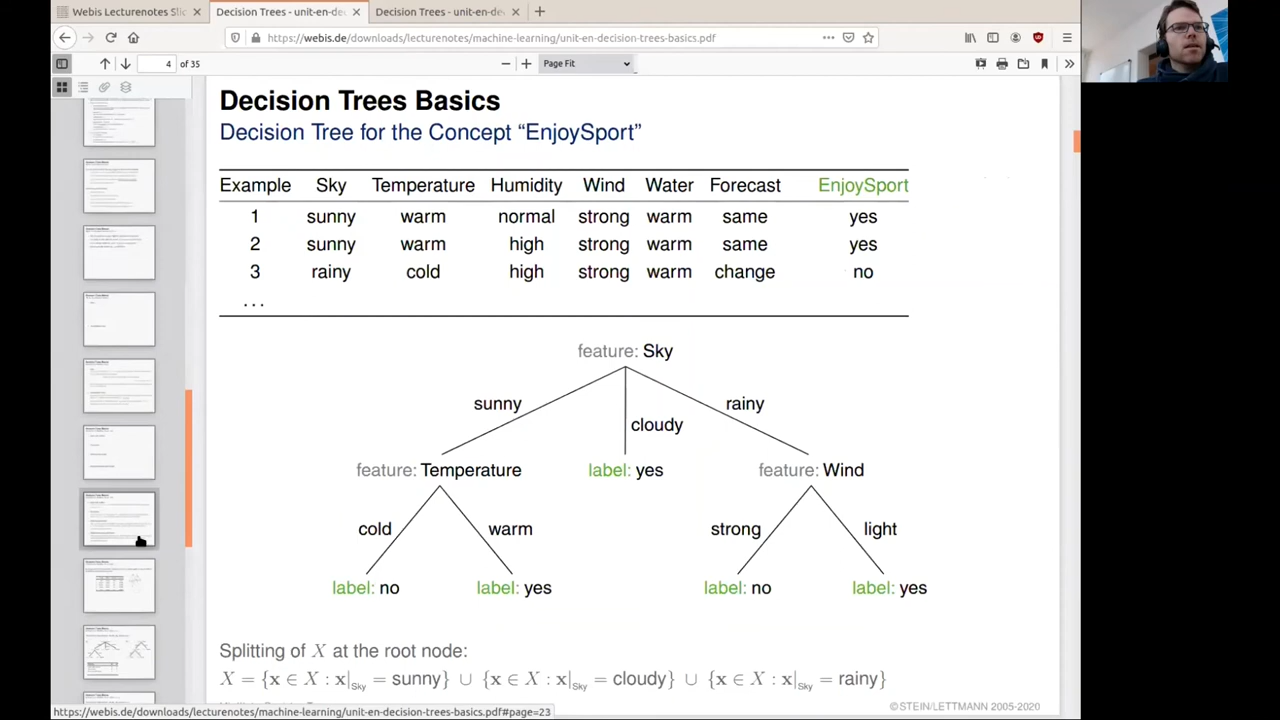 Webis Lecturenotes Slic
Decision Trees - unit-en-dec
Decision Trees - unit-en-de
https://webis.de/downloads/lecturenotes/machine-learning/unit-en-decision-trees-basics.pdf
4 of 35
Page Fit
Decision Trees Basics
Decision Tree for the Concept “EnjoySport”
Example Sky Temperature Humidity Wind Water Forecast EnjoySport
1 sunny warm normal strong warm same yes
2 sunny warm high strong warm same yes
3 rainy cold high strong warm change no
...
feature: Sky
sunny cloudy rainy
feature: Temperature label: yes feature: Wind
cold warm strong light
label: no label: yes label: no label: yes
Splitting of X at the root node:
X = {x ∈ X : x|Sky = sunny} ∪ {x ∈ X : x|Sky = cloudy} ∪ {x ∈ X : x|Sky = rainy}
https://webis.de/downloads/lecturenotes/machine-learning/unit-en-decision-trees-basics.pdf#page=23
©STEIN/LETTMANN 2005-2020